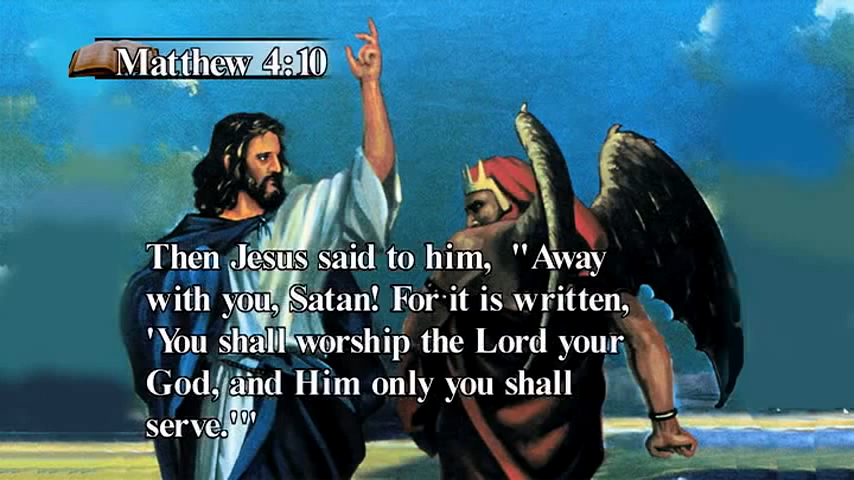 Matthew 4:10
Then Jesus said to him, "Away
with you, Satan! For it is written,
'You shall worship the Lord your
God, and Him only you shall
serve.'"